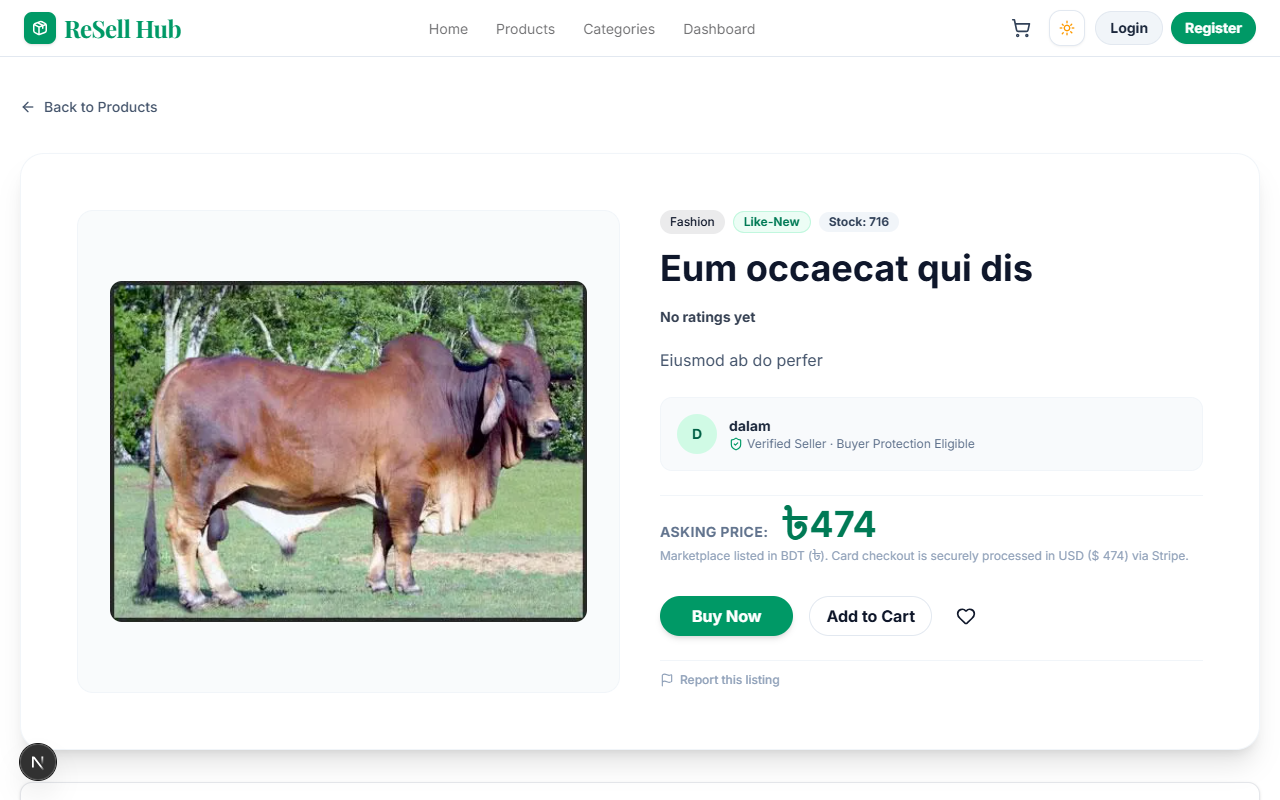 ReSell Hub
Home Products Categories Dashboard
Login Register
Back to Products
Fashion Like-New Stock: 716
Eum occaecat qui dis
No ratings yet
Eiusmod ab do perfer
D
dalam
Verified Seller · Buyer Protection Eligible
ASKING PRICE: ৳474
Marketplace listed in BDT (৳). Card checkout is securely processed in USD ($ 474) via Stripe.
Buy Now Add to Cart
Report this listing
N